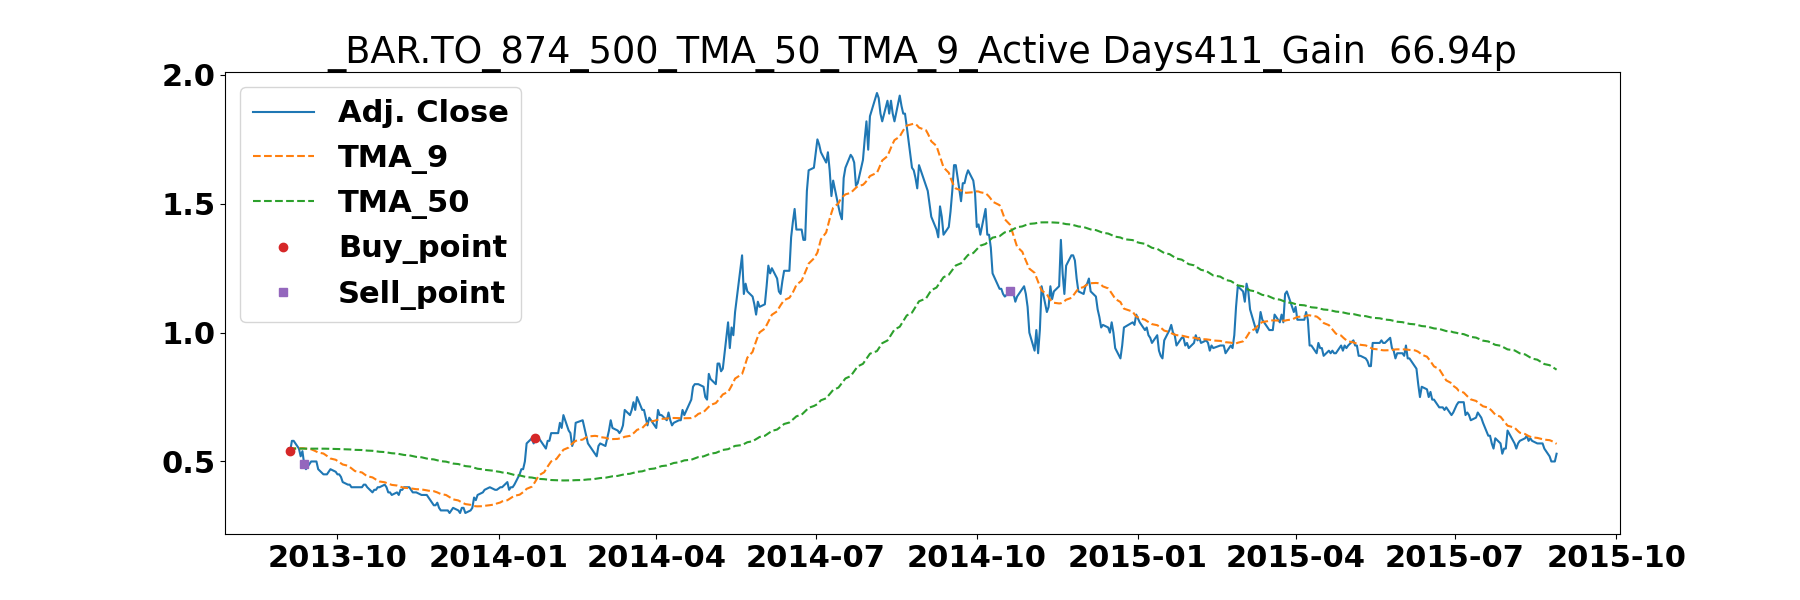 _BAR.TO_874_500_TMA_50_TMA_9_Active Days411_Gain  66.94p
2.0
1.5
1.0
0.5
Adj. Close
TMA_9
TMA_50
Buy_point
Sell_point
2013-10 2014-01 2014-04 2014-07 2014-10 2015-01 2015-04 2015-07 2015-10